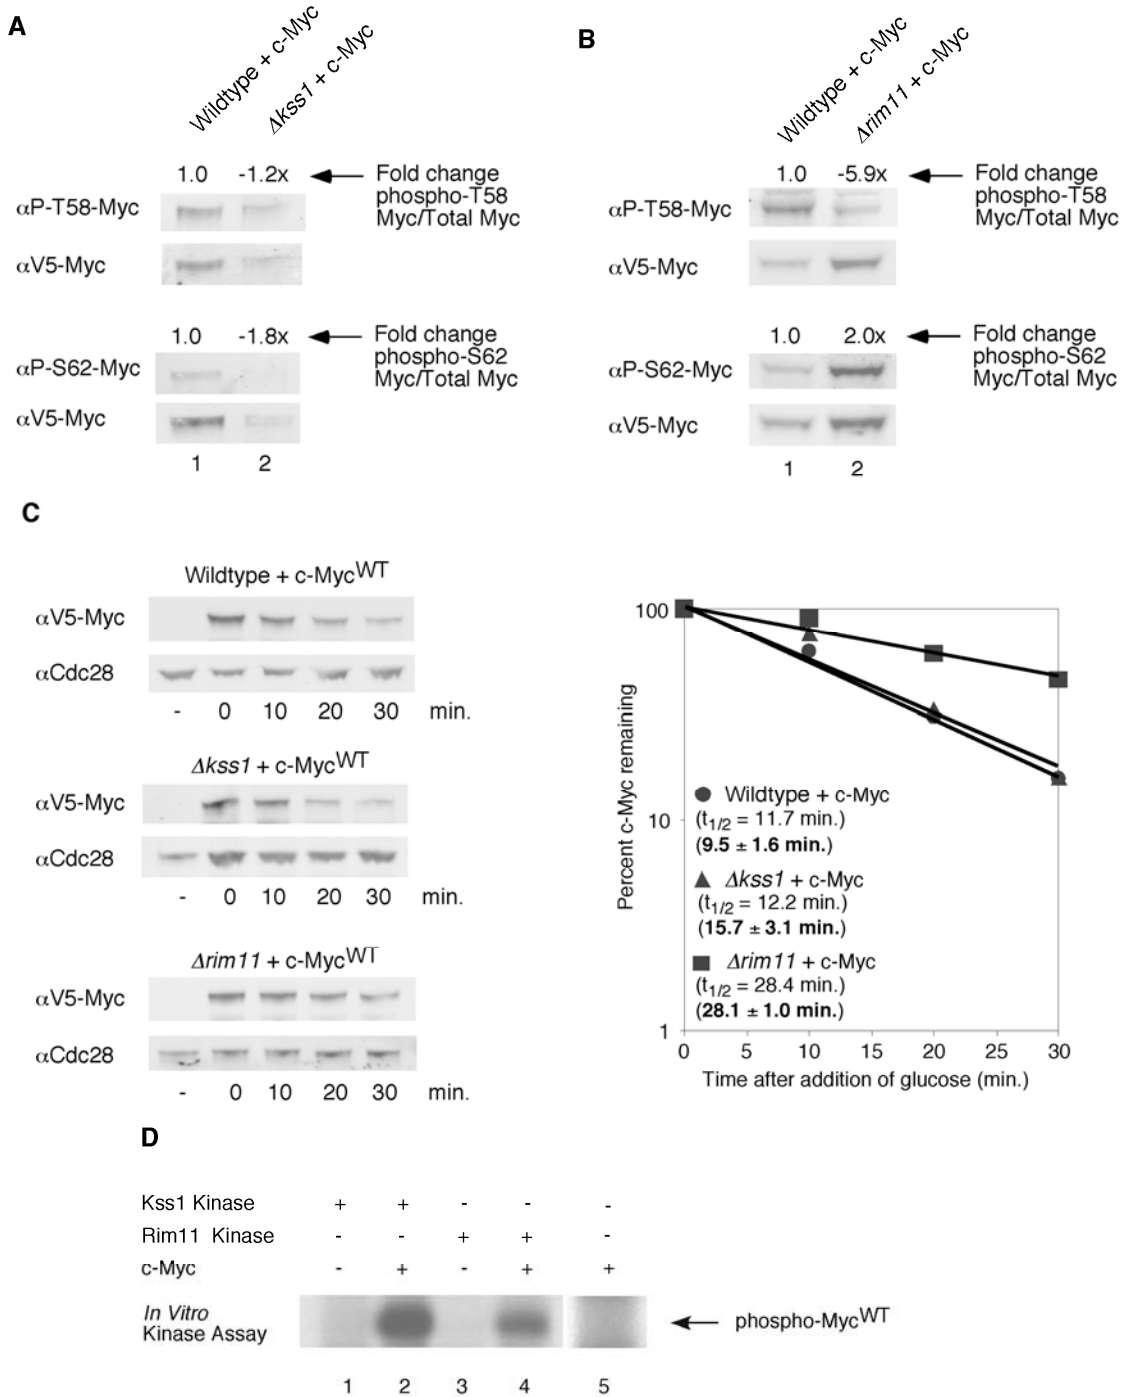 A
Wildtype + c-Myc
Δkss1 + c-Myc
1.0 -1.2x
Fold change
phospho-T58
Myc/Total Myc
αP-T58-Myc
αV5-Myc
1.0 -1.8x
Fold change
phospho-S62
Myc/Total Myc
αP-S62-Myc
αV5-Myc
1 2
B
Wildtype + c-Myc
Δrim11 + c-Myc
1.0 -5.9x
Fold change
phospho-T58
Myc/Total Myc
αP-T58-Myc
αV5-Myc
1.0 2.0x
Fold change
phospho-S62
Myc/Total Myc
αP-S62-Myc
αV5-Myc
1 2
C
Wildtype + c-MycWT
αV5-Myc
αCdc28
- 0 10 20 30 min.
Δkss1 + c-MycWT
αV5-Myc
αCdc28
- 0 10 20 30 min.
Δrim11 + c-MycWT
αV5-Myc
αCdc28
- 0 10 20 30 min.
Percent c-Myc remaining
100
10
1
Wildtype + c-Myc
(t1/2 = 11.7 min.)
(9.5 ± 1.6 min.)
Δkss1 + c-Myc
(t1/2 = 12.2 min.)
(15.7 ± 3.1 min.)
Δrim11 + c-Myc
(t1/2 = 28.4 min.)
(28.1 ± 1.0 min.)
0 5 10 15 20 25 30
Time after addition of glucose (min.)
D
Kss1 Kinase + + - - -
Rim11 Kinase - - + + -
c-Myc - + - + +
In Vitro
Kinase Assay
phospho-MycWT
1 2 3 4 5